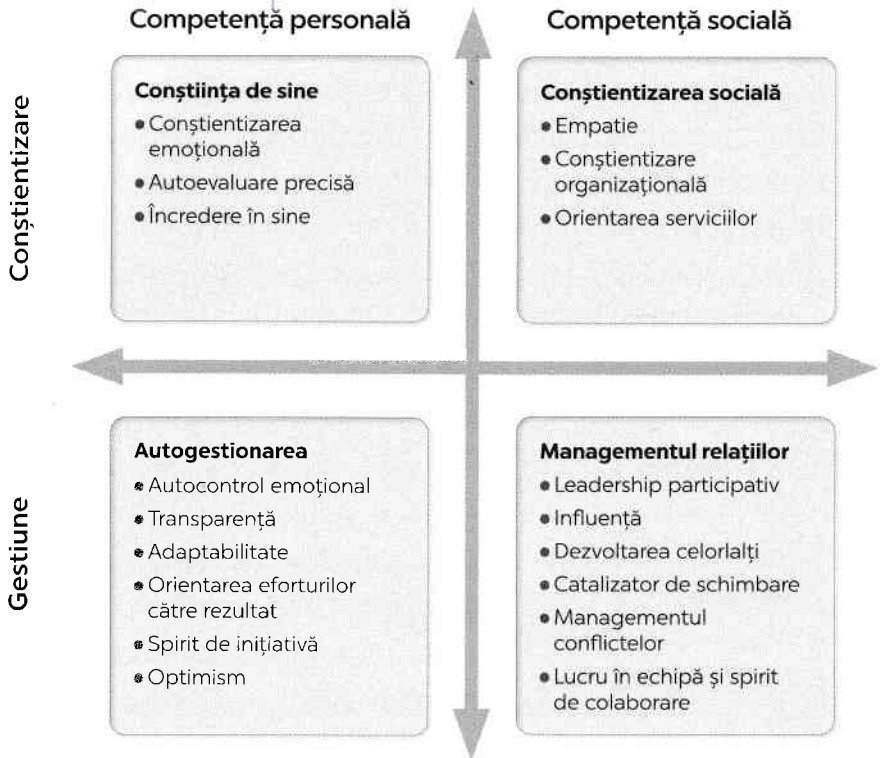 Competență personală
Competență socială
Conștientizare
Conștiința de sine
• Conștientizarea
emoțională
• Autoevaluare precisă
• Încredere în sine
Conștientizarea socială
• Empatie
• Conștientizare
organizațională
• Orientarea serviciilor
Gestiune
Autogestionarea
• Autocontrol emoțional
• Transparență
• Adaptabilitate
• Orientarea eforturilor
către rezultat
• Spirit de inițiativă
• Optimism
Managementul relațiilor
• Leadership participativ
• Influență
• Dezvoltarea celorlalți
• Catalizator de schimbare
• Managementul
conflictelor
• Lucru în echipă și spirit
de colaborare